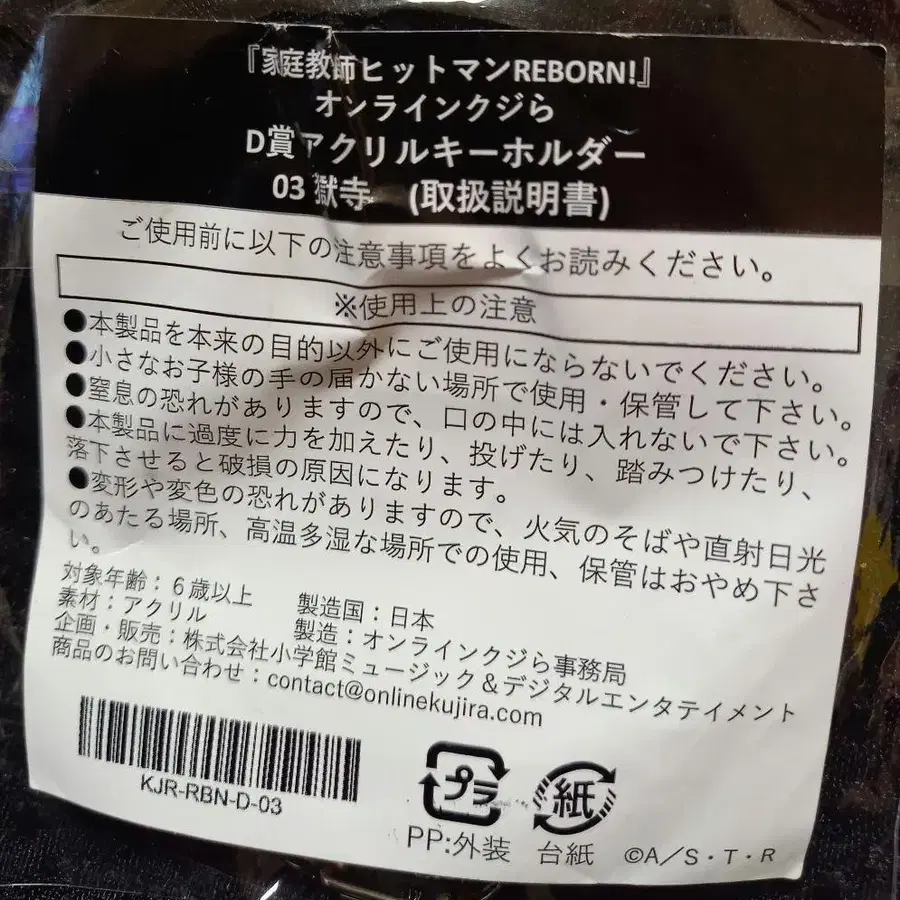 『家庭教師ヒットマンREBORN!』
オンラインクジら
D賞アクリルキーホルダー
03 獄寺 (取扱説明書)
ご使用前に以下の注意事項をよくお読みください。
※使用上の注意
●本製品を本来の目的以外にご使用にならないでください。
●小さなお子様の手の届かない場所で使用・保管して下さい。
●窒息の恐れがありますので、口の中には入れないで下さい。
●本製品に過度に力を加えたり、投げたり、踏みつけたり、
落下させると破損の原因になります。
●変形や変色の恐れがありますので、火気のそばや直射日光
のあたる場所、高温多湿な場所での使用、保管はおやめ下さ
い。
対象年齢：６歳以上 製造国：日本
素材：アクリル 製造：オンラインクジら事務局
企画・販売：株式会社小学館ミュージック＆デジタルエンタテイメント
商品のお問い合わせ：contact@onlinekujira.com
KJR-RBN-D-03
プラ 紙
PP:外装 台紙 ©A／S・T・R